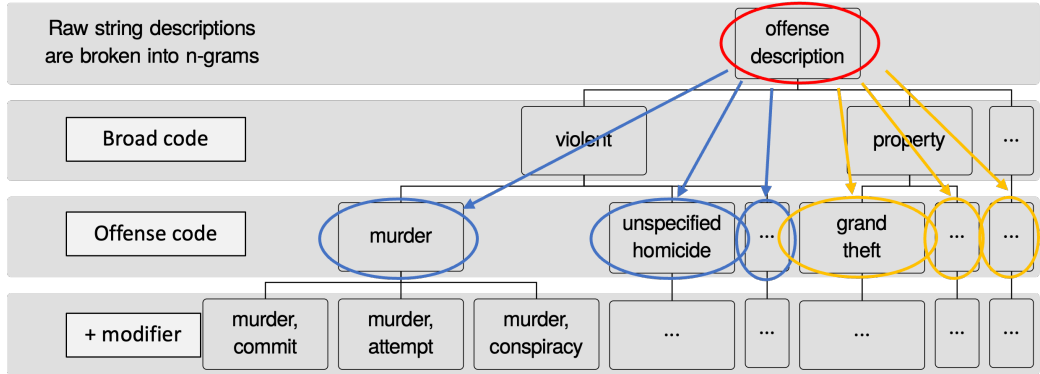 Raw string descriptions
are broken into n-grams
offense
description
Broad code
violent
property
...
Offense code
murder
unspecified
homicide
...
grand
theft
...
...
+ modifier
murder,
commit
murder,
attempt
murder,
conspiracy
...
...
...
...
...